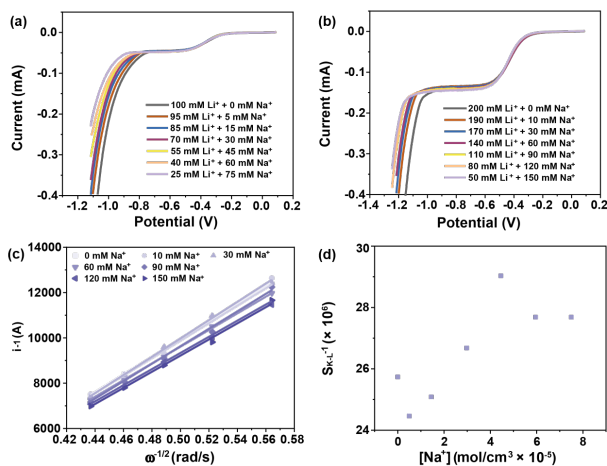 (a)
Current (mA)
0.0
-0.1
-0.2
-0.3
-0.4
100 mM Li⁺ + 0 mM Na⁺
95 mM Li⁺ + 5 mM Na⁺
85 mM Li⁺ + 15 mM Na⁺
70 mM Li⁺ + 30 mM Na⁺
55 mM Li⁺ + 45 mM Na⁺
40 mM Li⁺ + 60 mM Na⁺
25 mM Li⁺ + 75 mM Na⁺
-1.2 -1.0 -0.8 -0.6 -0.4 -0.2 0.0 0.2
Potential (V)
(b)
Current (mA)
0.0
-0.1
-0.2
-0.3
-0.4
200 mM Li⁺ + 0 mM Na⁺
190 mM Li⁺ + 10 mM Na⁺
170 mM Li⁺ + 30 mM Na⁺
140 mM Li⁺ + 60 mM Na⁺
110 mM Li⁺ + 90 mM Na⁺
80 mM Li⁺ + 120 mM Na⁺
50 mM Li⁺ + 150 mM Na⁺
-1.4 -1.2 -1.0 -0.8 -0.6 -0.4 -0.2 0.0 0.2
Potential (V)
(c)
i⁻¹ (A)
14000
12000
10000
8000
6000
0 mM Na⁺ 10 mM Na⁺ 30 mM Na⁺
60 mM Na⁺ 90 mM Na⁺
120 mM Na⁺ 150 mM Na⁺
0.42 0.44 0.46 0.48 0.50 0.52 0.54 0.56 0.58
ω⁻¹/² (rad/s)
(d)
S_K-L⁻¹ (× 10⁶)
30
28
26
24
0 2 4 6 8
[Na⁺] (mol/cm³ × 10⁻⁵)